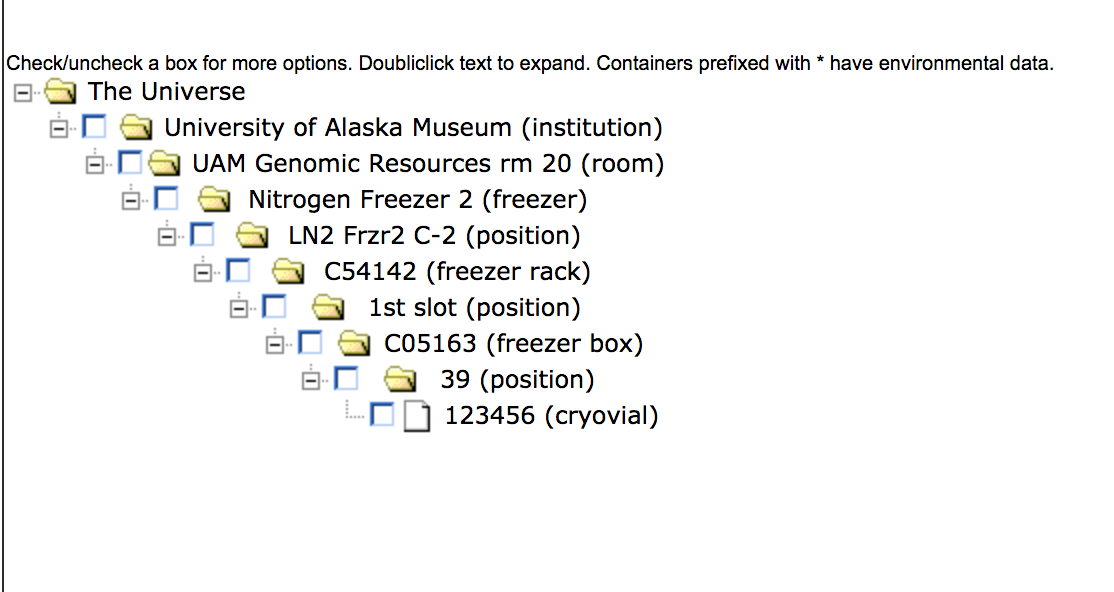 Check/uncheck a box for more options. Doubliclick text to expand. Containers prefixed with * have environmental data.
The Universe
University of Alaska Museum (institution)
UAM Genomic Resources rm 20 (room)
Nitrogen Freezer 2 (freezer)
LN2 Frzr2 C-2 (position)
C54142 (freezer rack)
1st slot (position)
C05163 (freezer box)
39 (position)
123456 (cryovial)